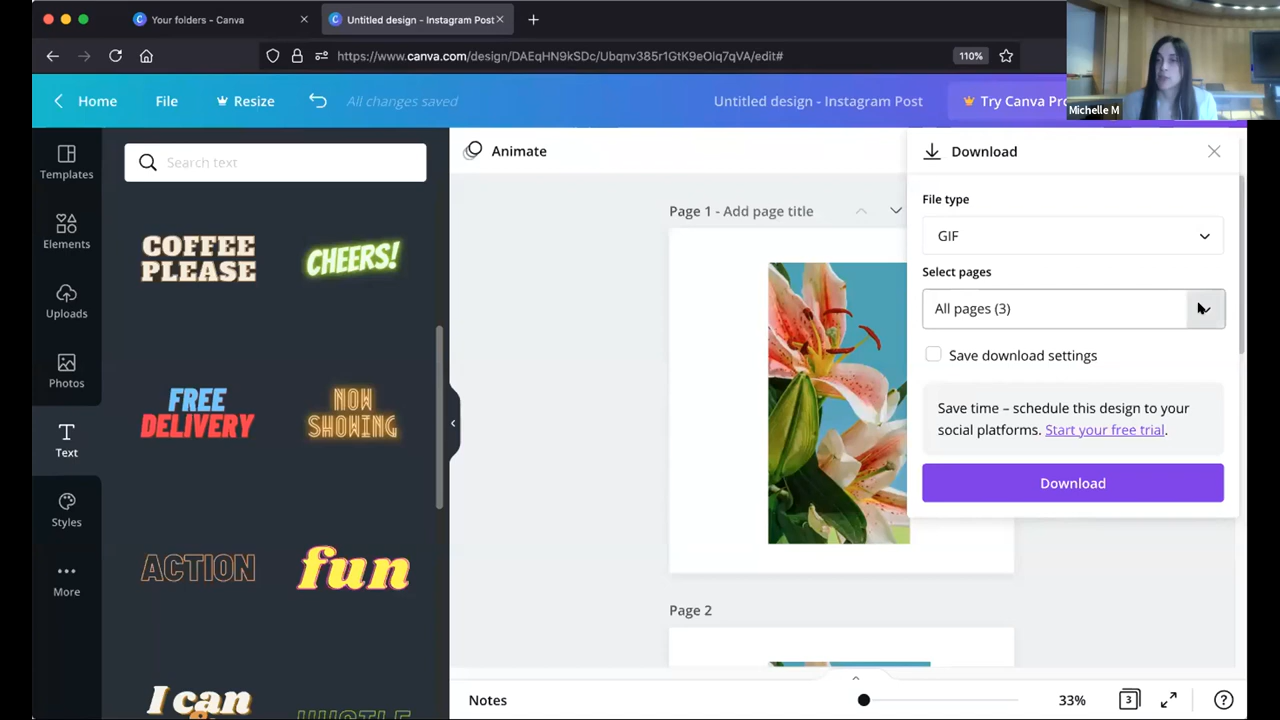 Your folders - Canva
Untitled design - Instagram Post
https://www.canva.com/design/DAEqHN9kSDc/Ubqnv385r1GtK9eOlq7qVA/edit#
110%
Michelle M
Home
File
Resize
All changes saved
Untitled design - Instagram Post
Try Canva Pro
Templates
Elements
Uploads
Photos
Text
Styles
More
Search text
COFFEE
PLEASE
CHEERS!
FREE
DELIVERY
NOW
SHOWING
ACTION
fun
I can
HUSTLE
Animate
Page 1 - Add page title
Page 2
Download
File type
GIF
Select pages
All pages (3)
Save download settings
Save time – schedule this design to your
social platforms. Start your free trial.
Download
Notes
33%
3
?